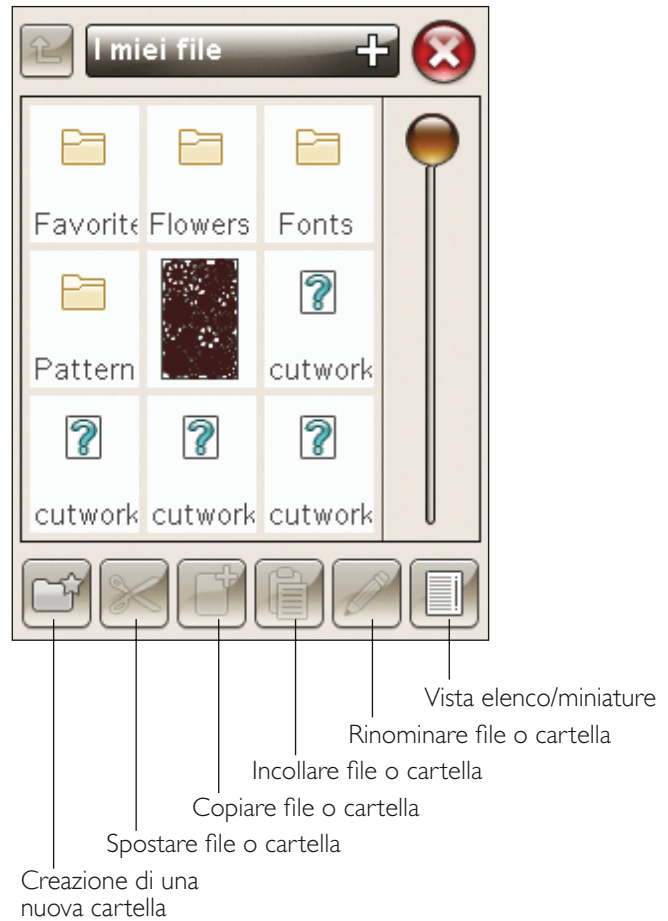 I miei file
Favorite Flowers Fonts
Pattern cutwork
cutwork cutwork cutwork
Vista elenco/miniature
Rinominare file o cartella
Incollare file o cartella
Copiare file o cartella
Spostare file o cartella
Creazione di una
nuova cartella